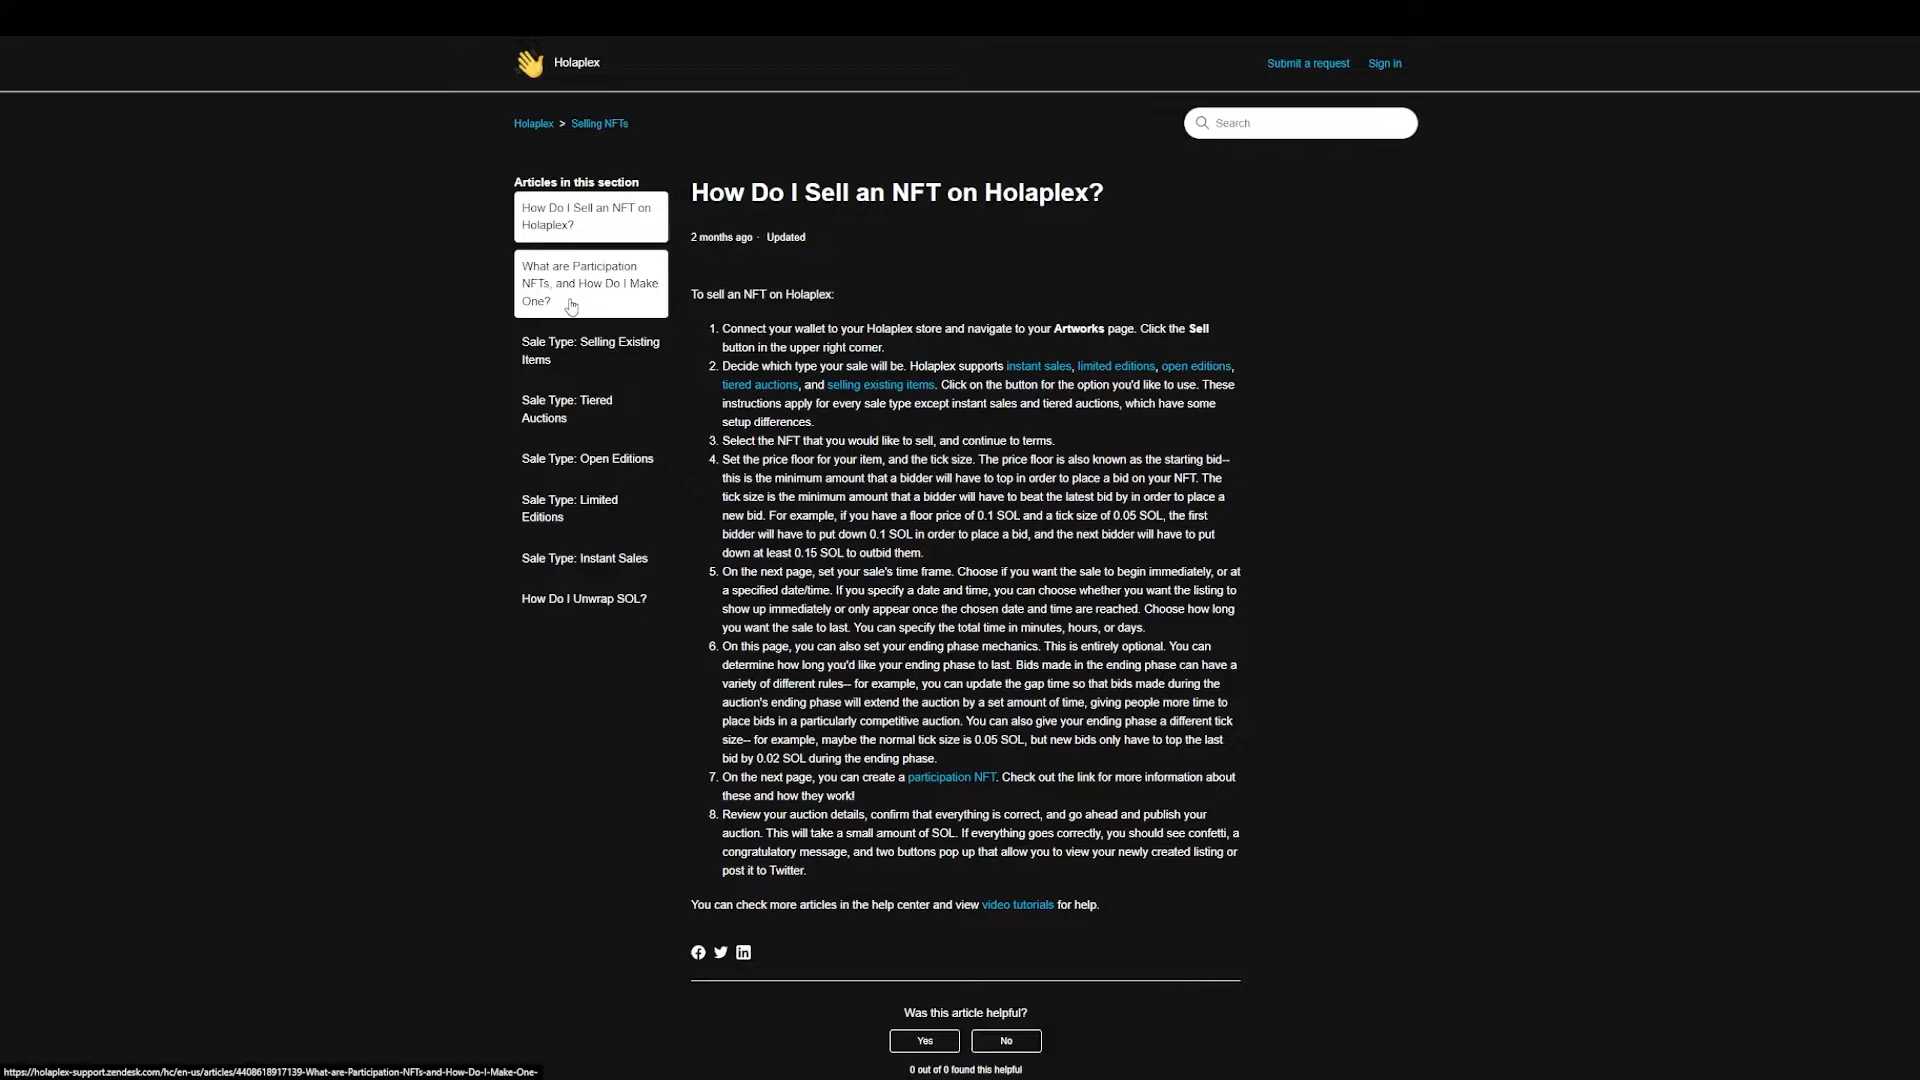 Holaplex
Submit a request
Sign in
Holaplex > Selling NFTs
Search
Articles in this section
How Do I Sell an NFT on
Holaplex?
What are Participation
NFTs, and How Do I Make
One?
Sale Type: Selling Existing
Items
Sale Type: Tiered
Auctions
Sale Type: Open Editions
Sale Type: Limited
Editions
Sale Type: Instant Sales
How Do I Unwrap SOL?
How Do I Sell an NFT on Holaplex?
2 months ago · Updated
To sell an NFT on Holaplex:
1. Connect your wallet to your Holaplex store and navigate to your Artworks page. Click the Sell
button in the upper right corner.
2. Decide which type your sale will be. Holaplex supports instant sales, limited editions, open editions,
tiered auctions, and selling existing items. Click on the button for the option you'd like to use. These
instructions apply for every sale type except instant sales and tiered auctions, which have some
setup differences.
3. Select the NFT that you would like to sell, and continue to terms.
4. Set the price floor for your item, and the tick size. The price floor is also known as the starting bid--
this is the minimum amount that a bidder will have to top in order to place a bid on your NFT. The
tick size is the minimum amount that a bidder will have to beat the latest bid by in order to place a
new bid. For example, if you have a floor price of 0.1 SOL and a tick size of 0.05 SOL, the first
bidder will have to put down 0.1 SOL in order to place a bid, and the next bidder will have to put
down at least 0.15 SOL to outbid them.
5. On the next page, set your sale's time frame. Choose if you want the sale to begin immediately, or at
a specified date/time. If you specify a date and time, you can choose whether you want the listing to
show up immediately or only appear once the chosen date and time are reached. Choose how long
you want the sale to last. You can specify the total time in minutes, hours, or days.
6. On this page, you can also set your ending phase mechanics. This is entirely optional. You can
determine how long you'd like your ending phase to last. Bids made in the ending phase can have a
variety of different rules-- for example, you can update the gap time so that bids made during the
auction's ending phase will extend the auction by a set amount of time, giving people more time to
place bids in a particularly competitive auction. You can also give your ending phase a different tick
size-- for example, maybe the normal tick size is 0.05 SOL, but new bids only have to top the last
bid by 0.02 SOL during the ending phase.
7. On the next page, you can create a participation NFT. Check out the link for more information about
these and how they work!
8. Review your auction details, confirm that everything is correct, and go ahead and publish your
auction. This will take a small amount of SOL. If everything goes correctly, you should see confetti, a
congratulatory message, and two buttons pop up that allow you to view your newly created listing or
post it to Twitter.
You can check more articles in the help center and view video tutorials for help.
Was this article helpful?
Yes
No
0 out of 0 found this helpful
https://holaplex-support.zendesk.com/hc/en-us/articles/4408618917139-What-are-Participation-NFTs-and-How-Do-I-Make-One-